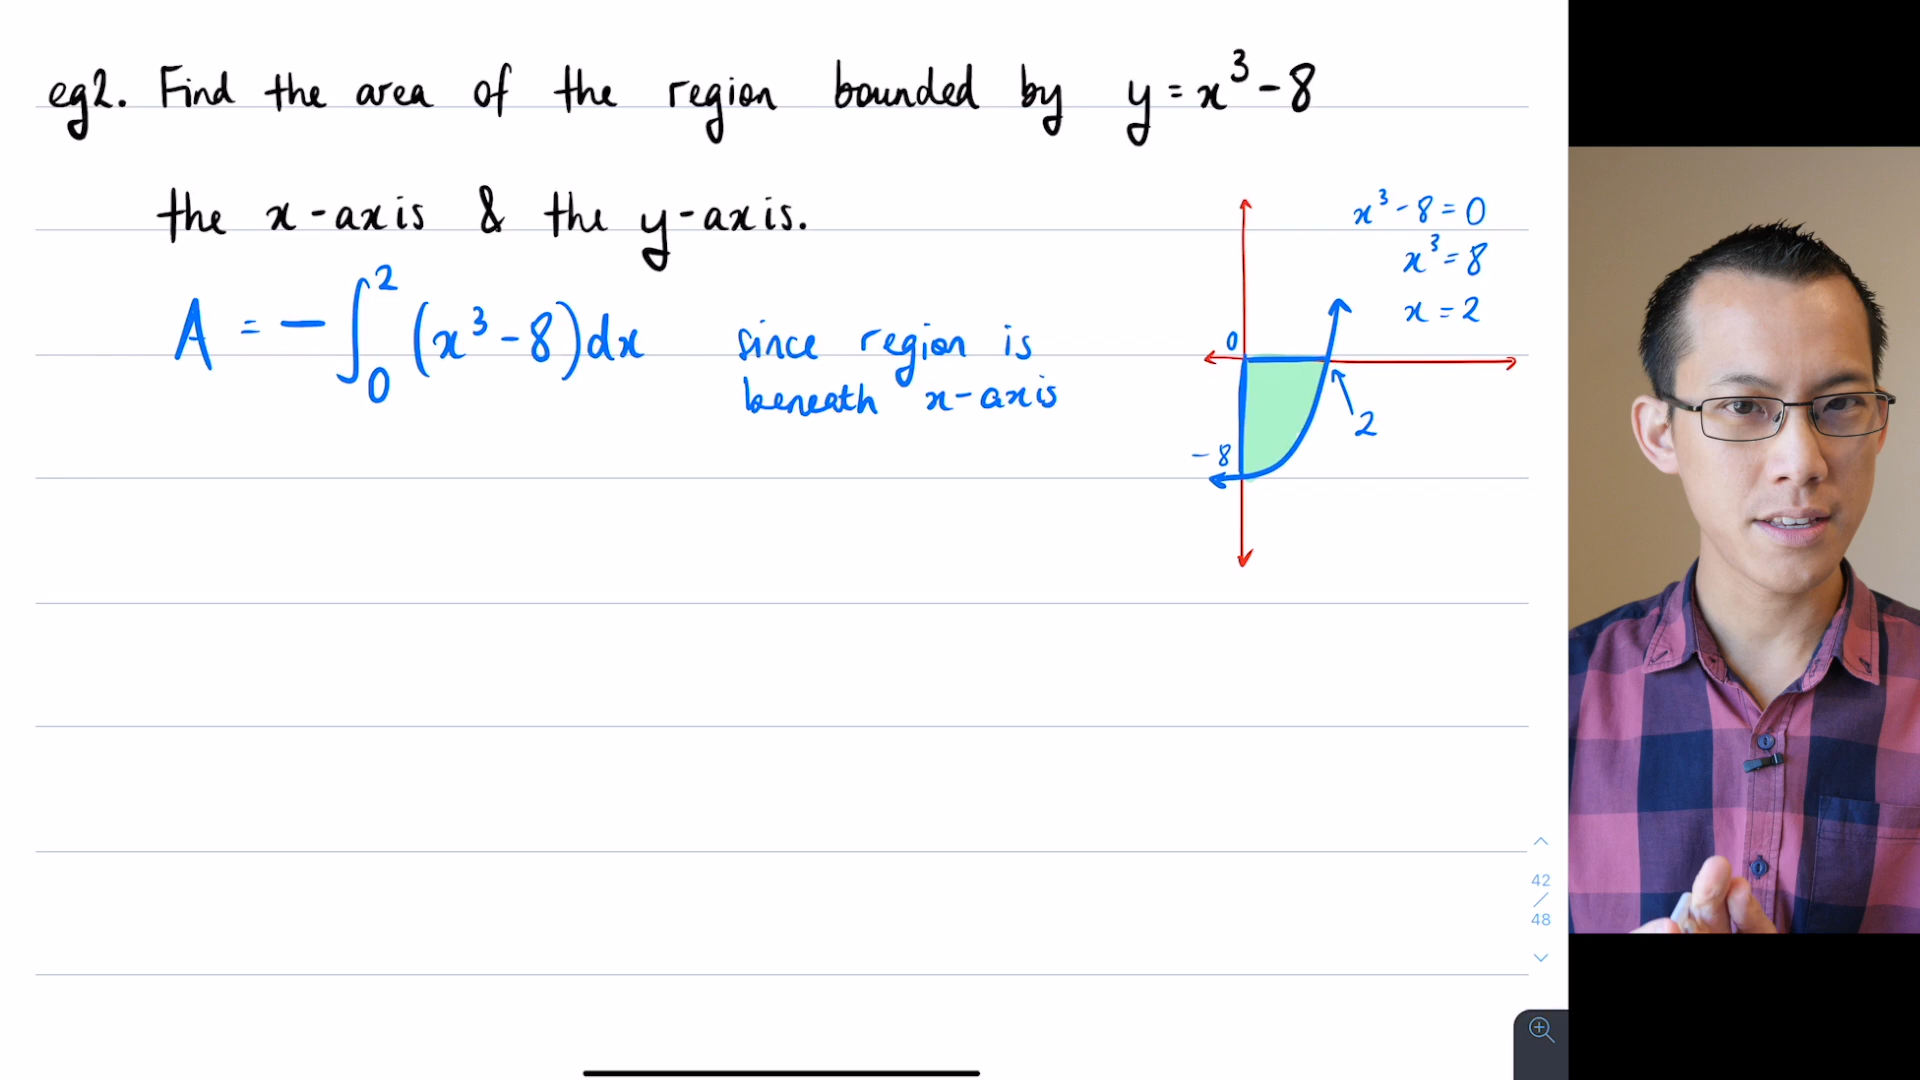 eg2. Find the area of the region bounded by y = x³ - 8
the x-axis & the y-axis.
x³ - 8 = 0
x³ = 8
x = 2
A = - ∫₀² (x³ - 8) dx
since region is
beneath x-axis
0
2
-8
42
/
48